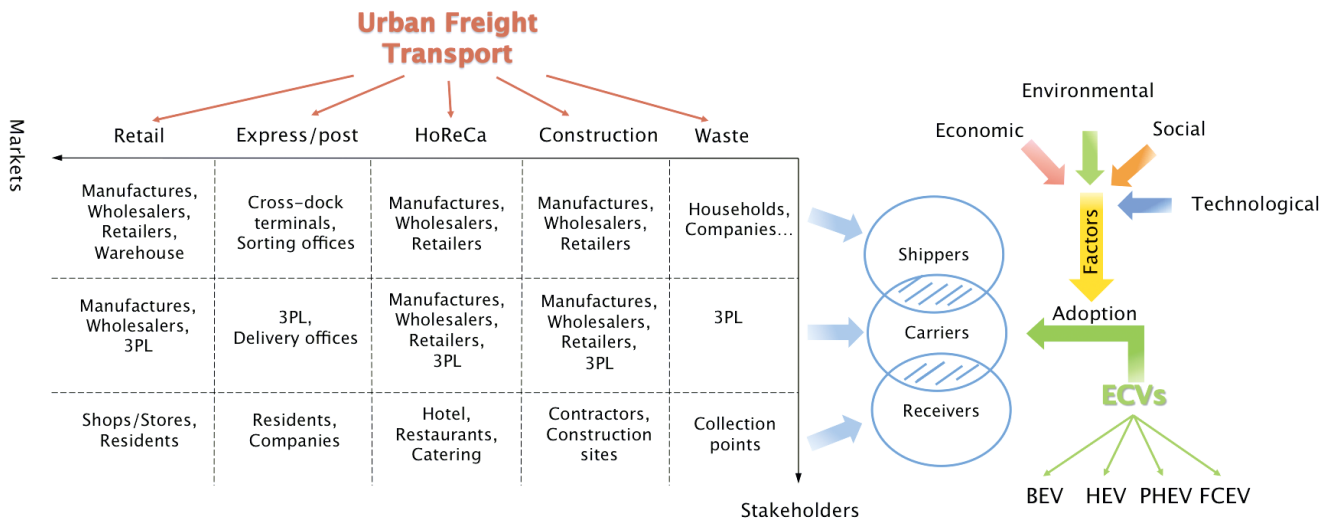 Urban Freight
Transport
Markets
Retail
Express/post
HoReCa
Construction
Waste
Manufactures,
Wholesalers,
Retailers,
Warehouse
Cross-dock
terminals,
Sorting offices
Manufactures,
Wholesalers,
Retailers
Manufactures,
Wholesalers,
Retailers
Households,
Companies...
Manufactures,
Wholesalers,
3PL
3PL,
Delivery offices
Manufactures,
Wholesalers,
Retailers,
3PL
Manufactures,
Wholesalers,
Retailers,
3PL
3PL
Shops/Stores,
Residents
Residents,
Companies
Hotel,
Restaurants,
Catering
Contractors,
Construction
sites
Collection
points
Stakeholders
Shippers
Carriers
Receivers
Environmental
Economic
Social
Technological
Factors
Adoption
ECVs
BEV
HEV
PHEV
FCEV